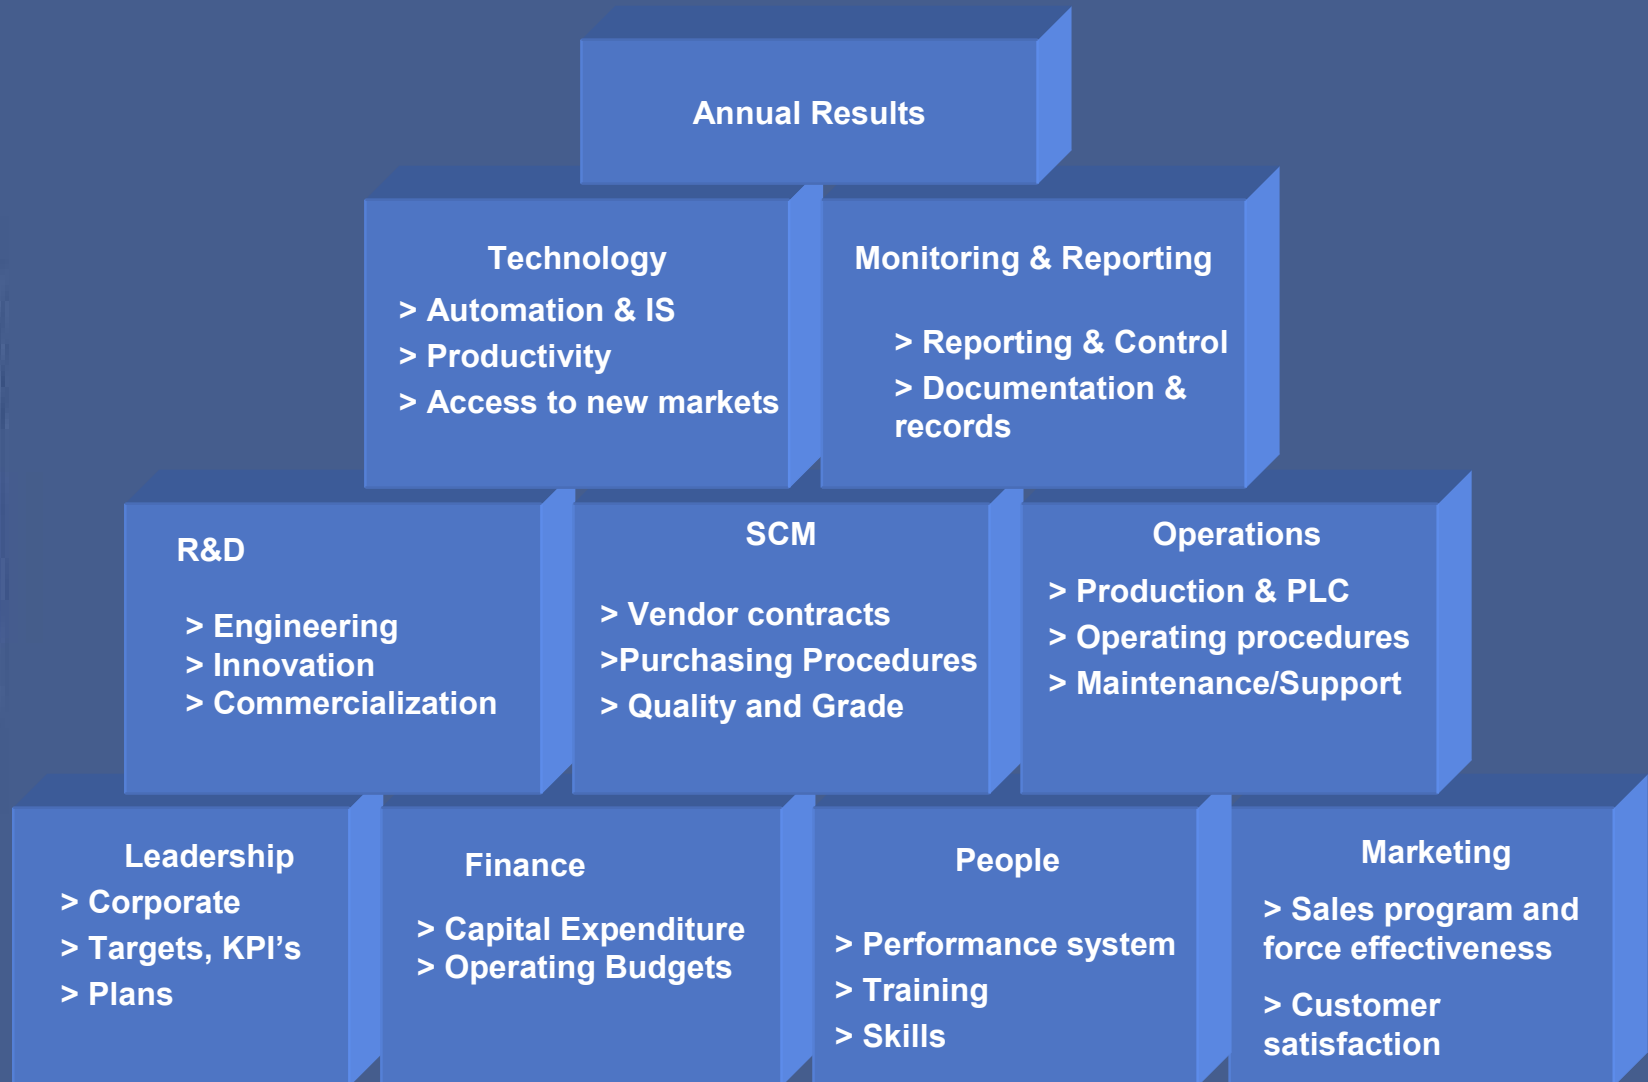 Annual Results
Technology
> Automation & IS
> Productivity
> Access to new markets
Monitoring & Reporting
> Reporting & Control
> Documentation &
records
R&D
> Engineering
> Innovation
> Commercialization
SCM
> Vendor contracts
>Purchasing Procedures
> Quality and Grade
Operations
> Production & PLC
> Operating procedures
> Maintenance/Support
Leadership
> Corporate
> Targets, KPI’s
> Plans
Finance
> Capital Expenditure
> Operating Budgets
People
> Performance system
> Training
> Skills
Marketing
> Sales program and
force effectiveness
> Customer
satisfaction